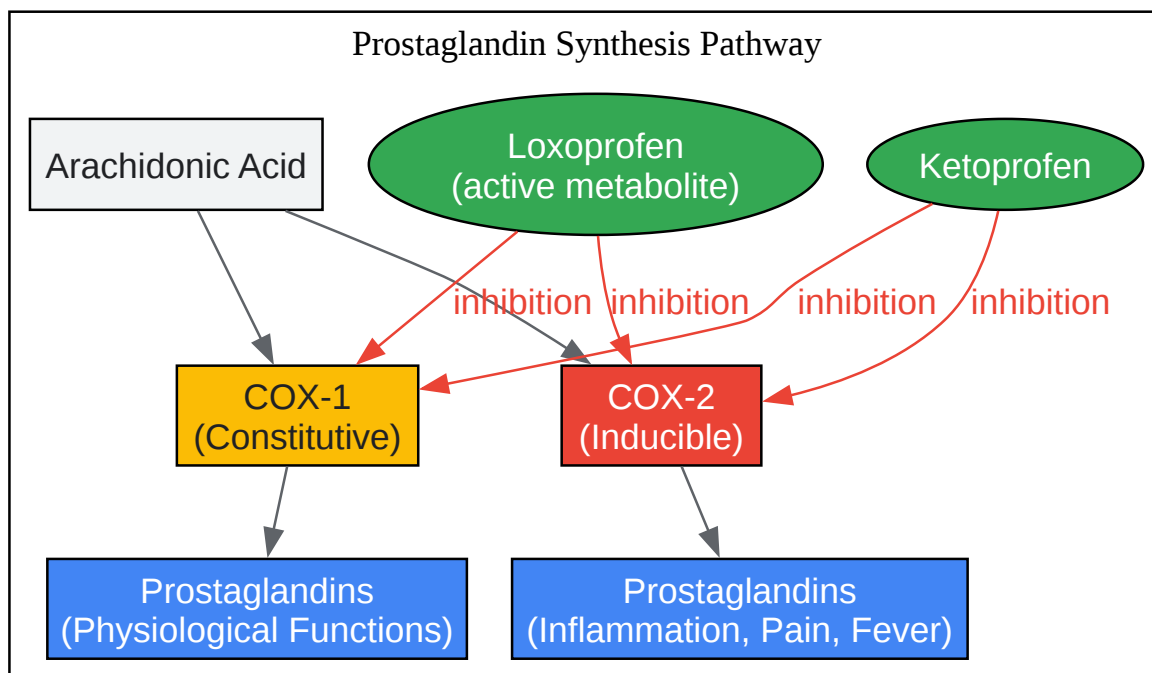 Prostaglandin Synthesis Pathway
Arachidonic Acid
Loxoprofen
(active metabolite)
Ketoprofen
inhibition
inhibition
inhibition
inhibition
COX-1
(Constitutive)
COX-2
(Inducible)
Prostaglandins
(Physiological Functions)
Prostaglandins
(Inflammation, Pain, Fever)